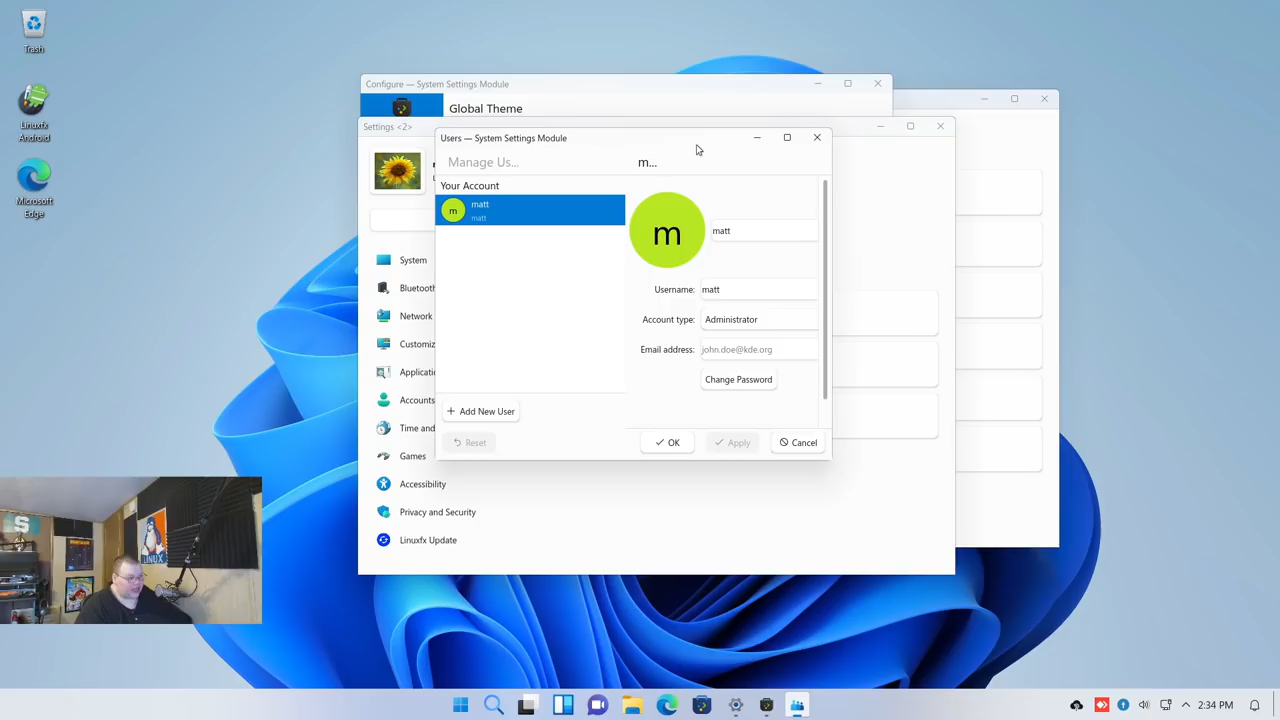 Trash
Linuxfx
Android
Microsoft
Edge
Configure — System Settings Module
Global Theme
Settings <2>
Users — System Settings Module
Manage Us...
m...
Your Account
m
matt
matt
m
matt
Username:
matt
Account type:
Administrator
Email address:
john.doe@kde.org
Change Password
Add New User
Reset
OK
Apply
Cancel
System
Bluetooth
Network
Customiz
Applicatio
Accounts
Time and
Games
Accessibility
Privacy and Security
Linuxfx Update
S
LINUX
2:34 PM